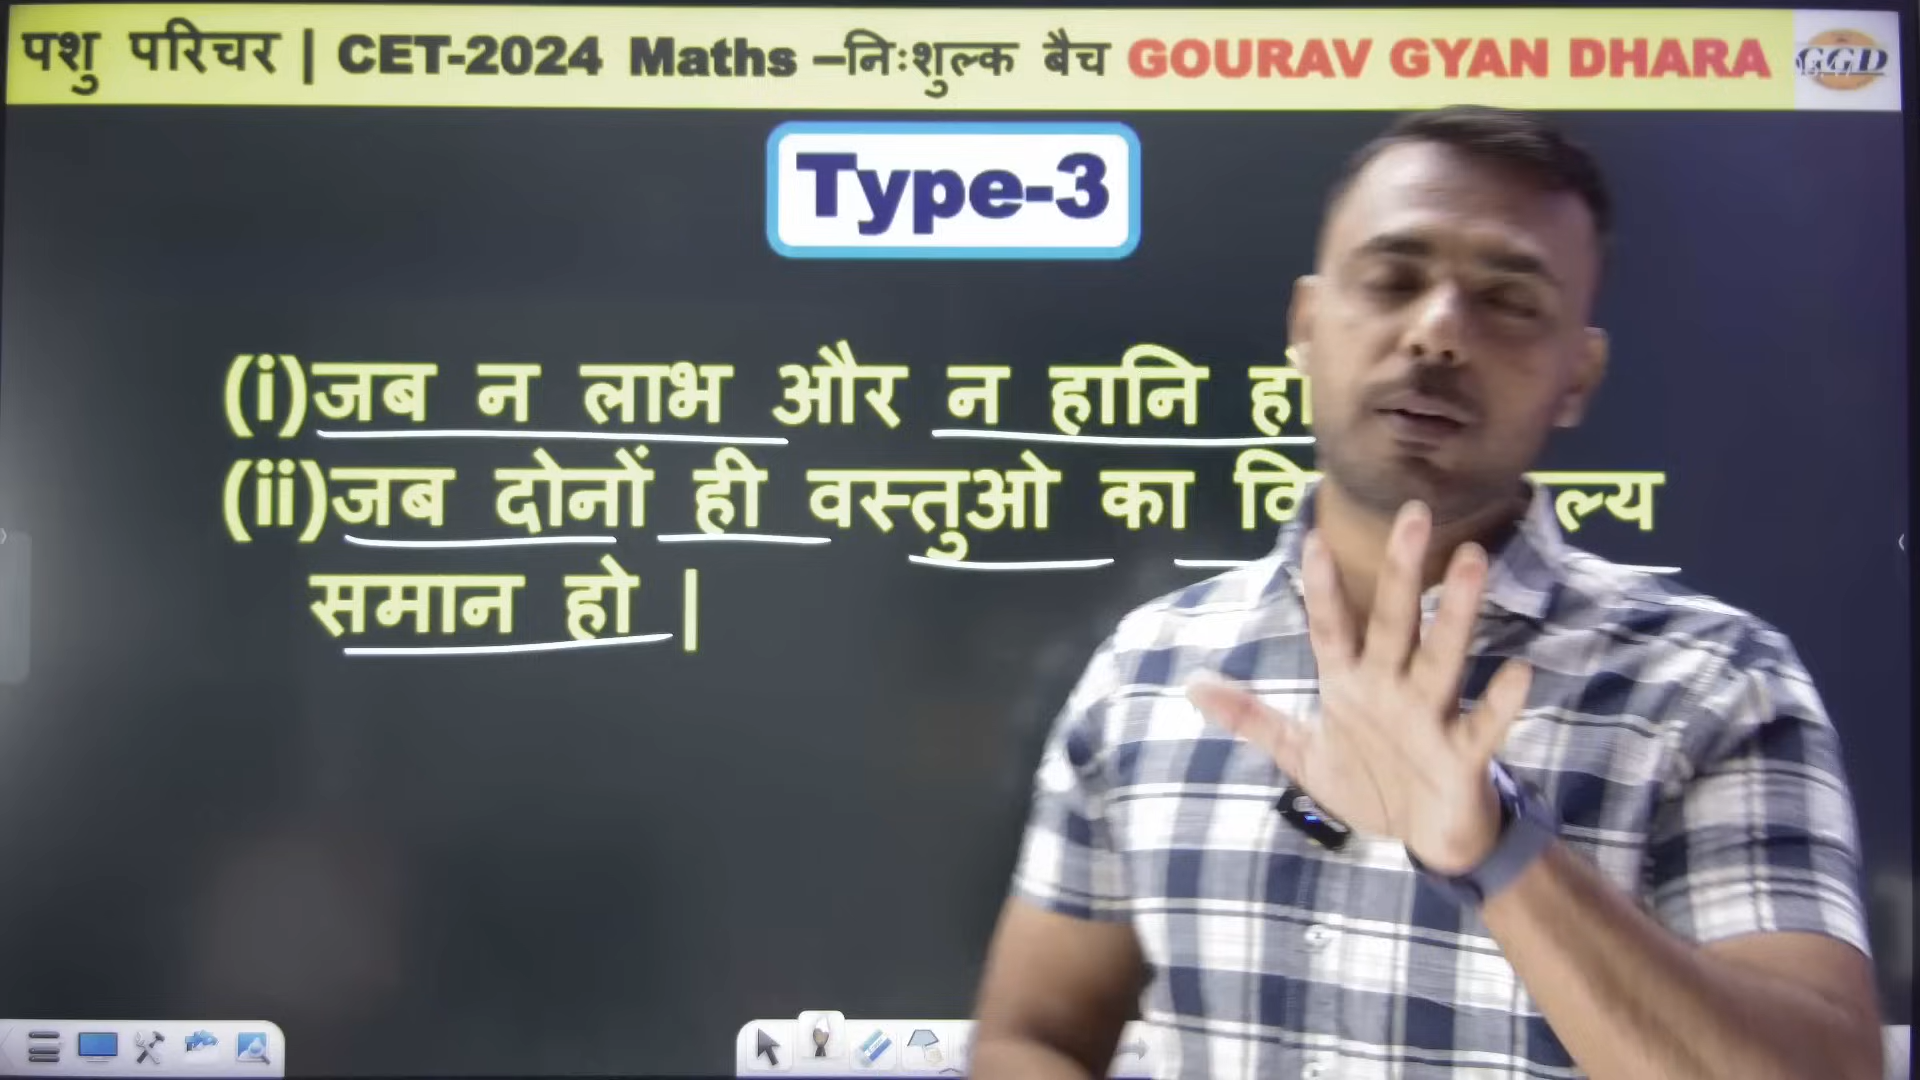 पशु परिचर | CET-2024 Maths –निःशुल्क बैच GOURAV GYAN DHARA GGD
Type-3
(i)जब न लाभ और न हानि हो
(ii)जब दोनों ही वस्तुओ का
समान हो |